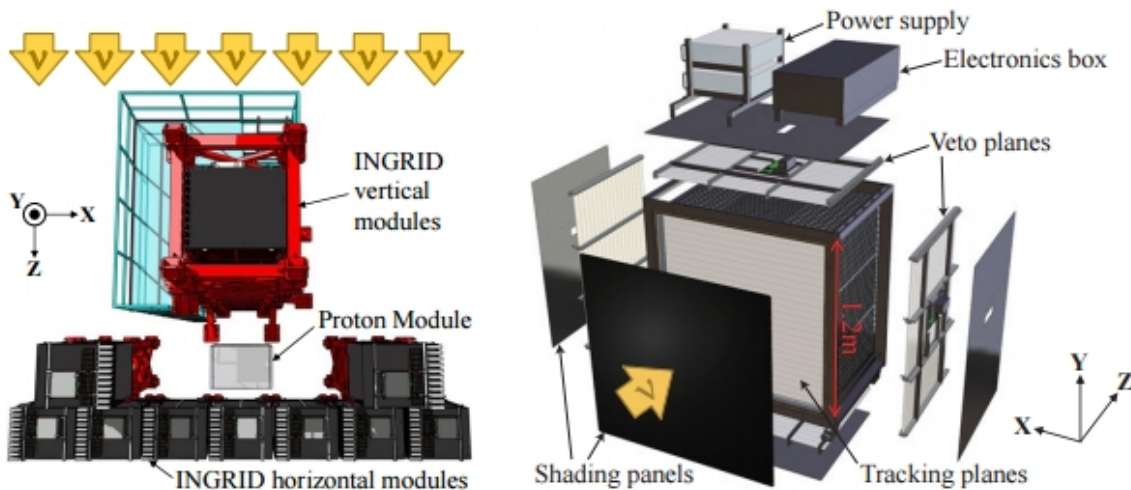 ν ν ν ν ν ν ν
INGRID
vertical
modules
Y
X
Z
Proton Module
INGRID horizontal modules
Power supply
Electronics box
Veto planes
1.2m
ν
Y
Z
X
Shading panels
Tracking planes